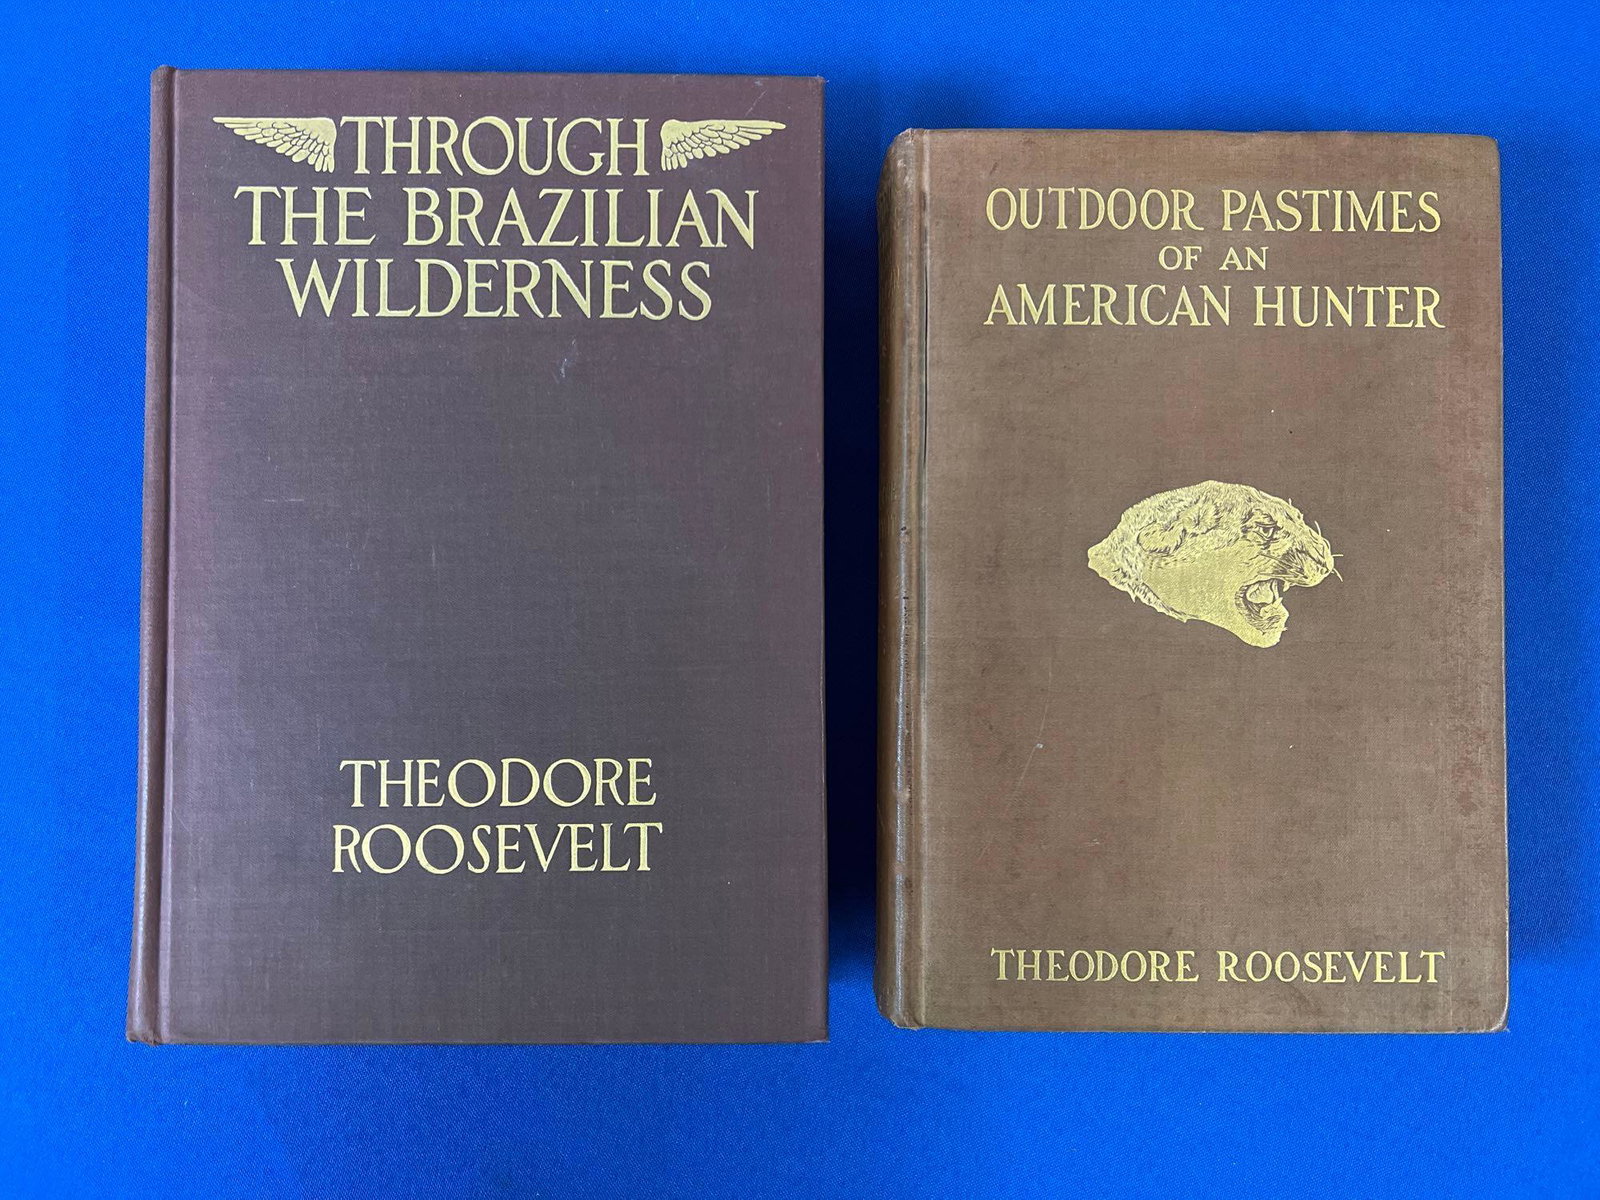 THROUGH
THE BRAZILIAN
WILDERNESS
THEODORE
ROOSEVELT
OUTDOOR PASTIMES
OF AN
AMERICAN HUNTER
THEODORE ROOSEVELT